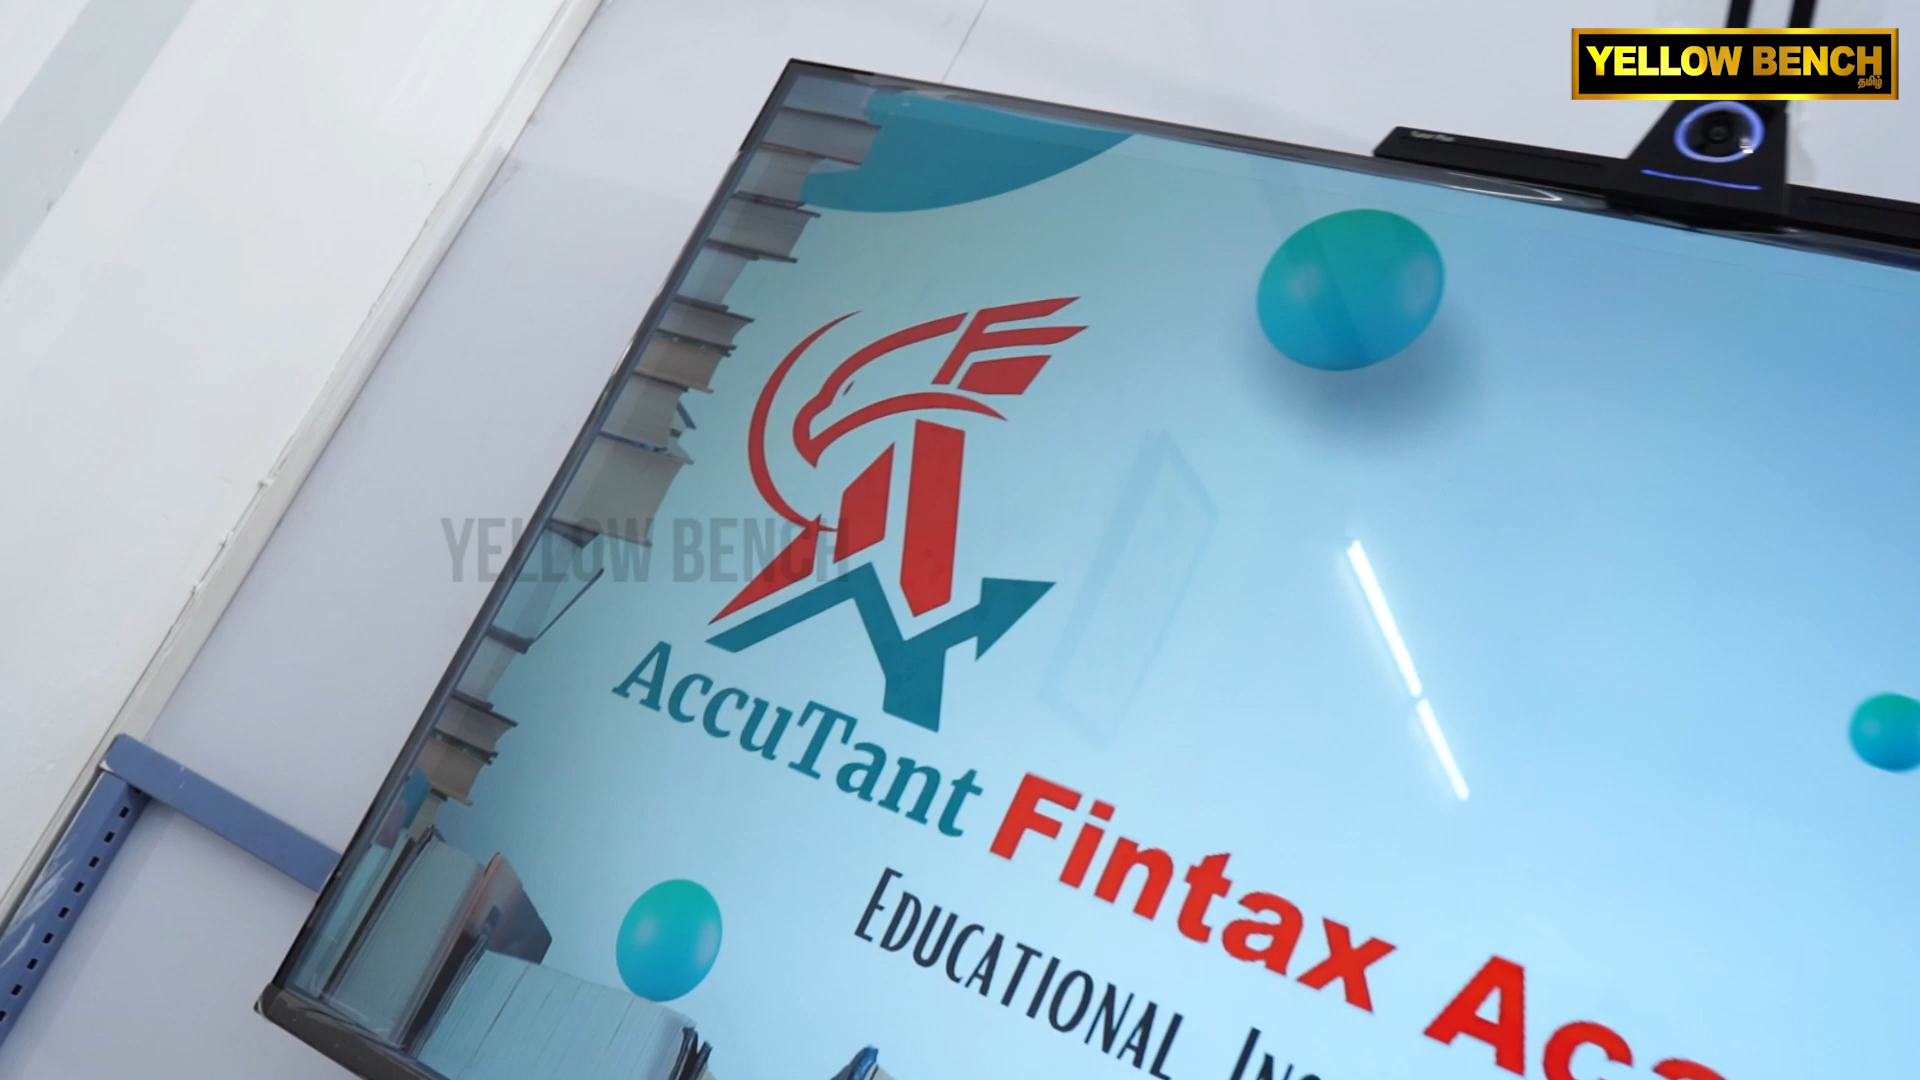 YELLOW BENCH
தமிழ்
YELLOW BENCH
AccuTant Fintax
EDUCATIONAL